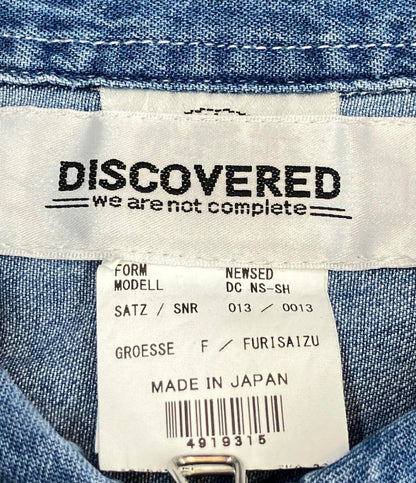 DISCOVERED
we are not complete
FORM NEWSED
MODELL DC NS-SH
SATZ / SNR 013 / 0013
GROESSE F / FURISAIZU
MADE IN JAPAN
4919315